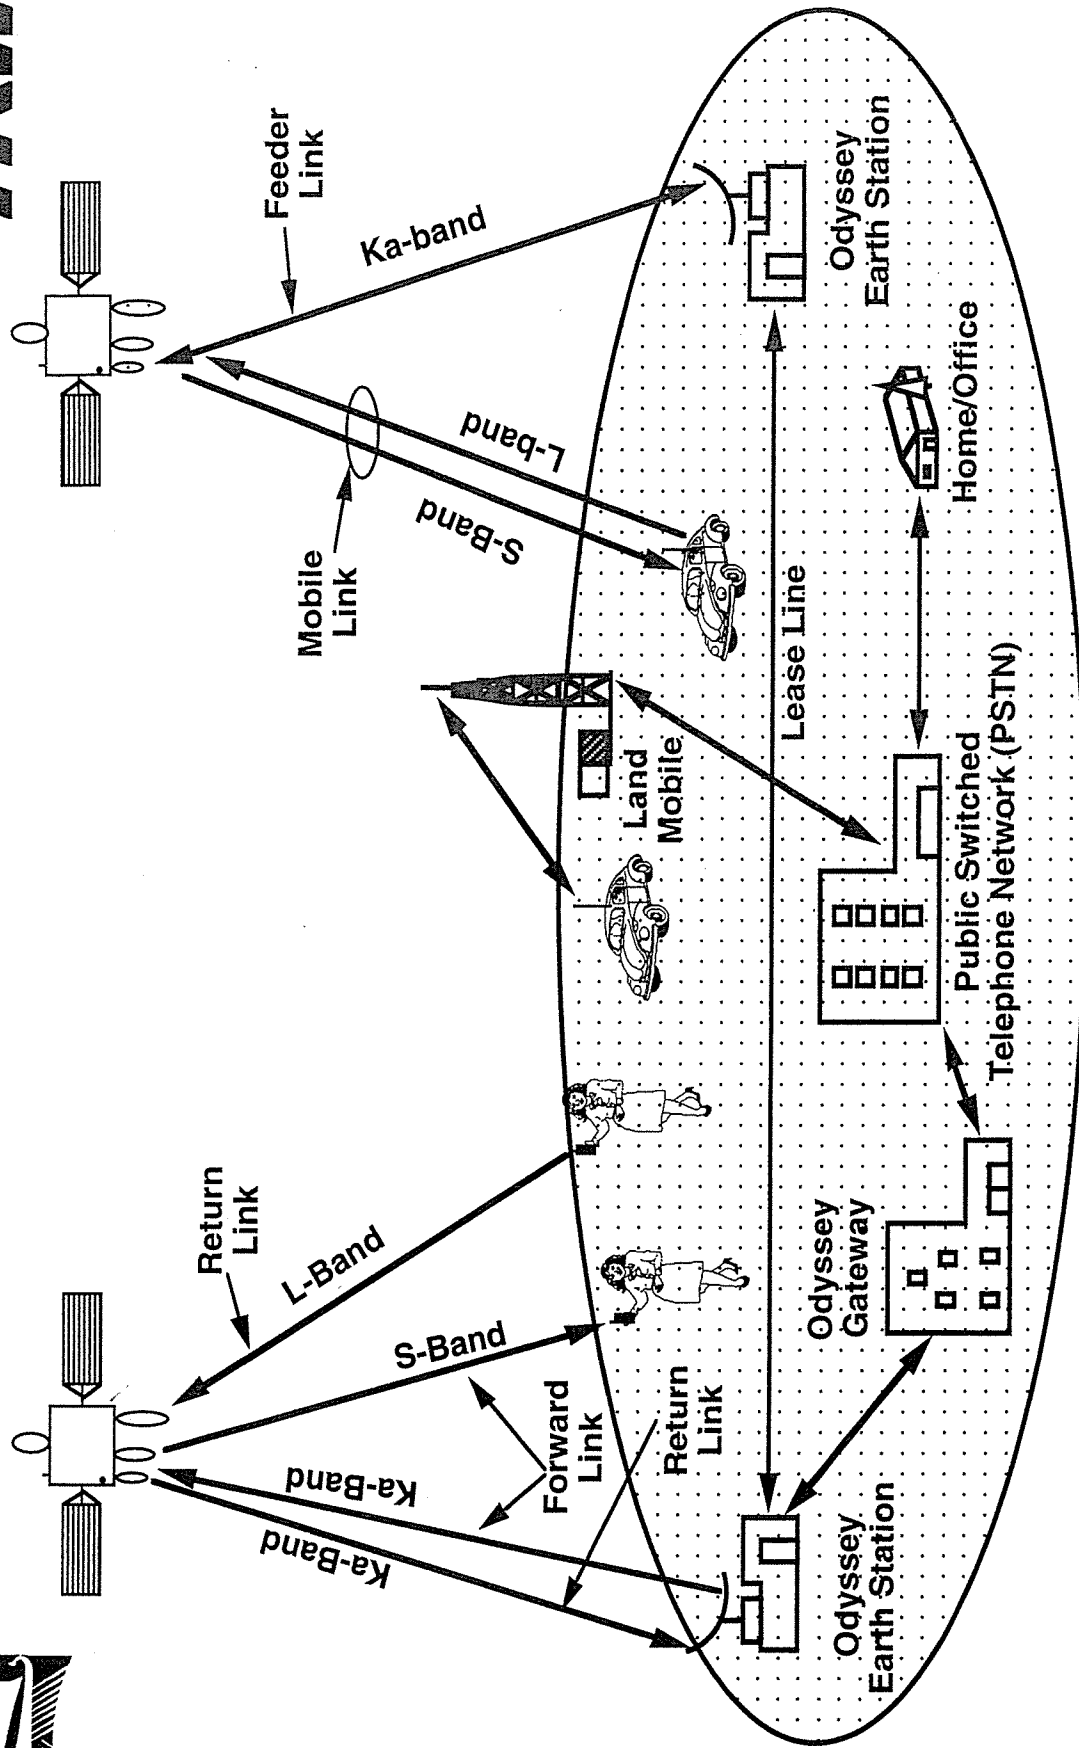 Feeder
Link
Ka-band
Mobile
Link
S-Band
L-band
Return
Link
L-Band
S-Band
Ka-Band
Ka-Band
Forward
Link
Return
Link
Land
Mobile
Lease Line
Odyssey
Earth Station
Odyssey
Gateway
Public Switched
Telephone Network (PSTN)
Home/Office
Odyssey
Earth Station